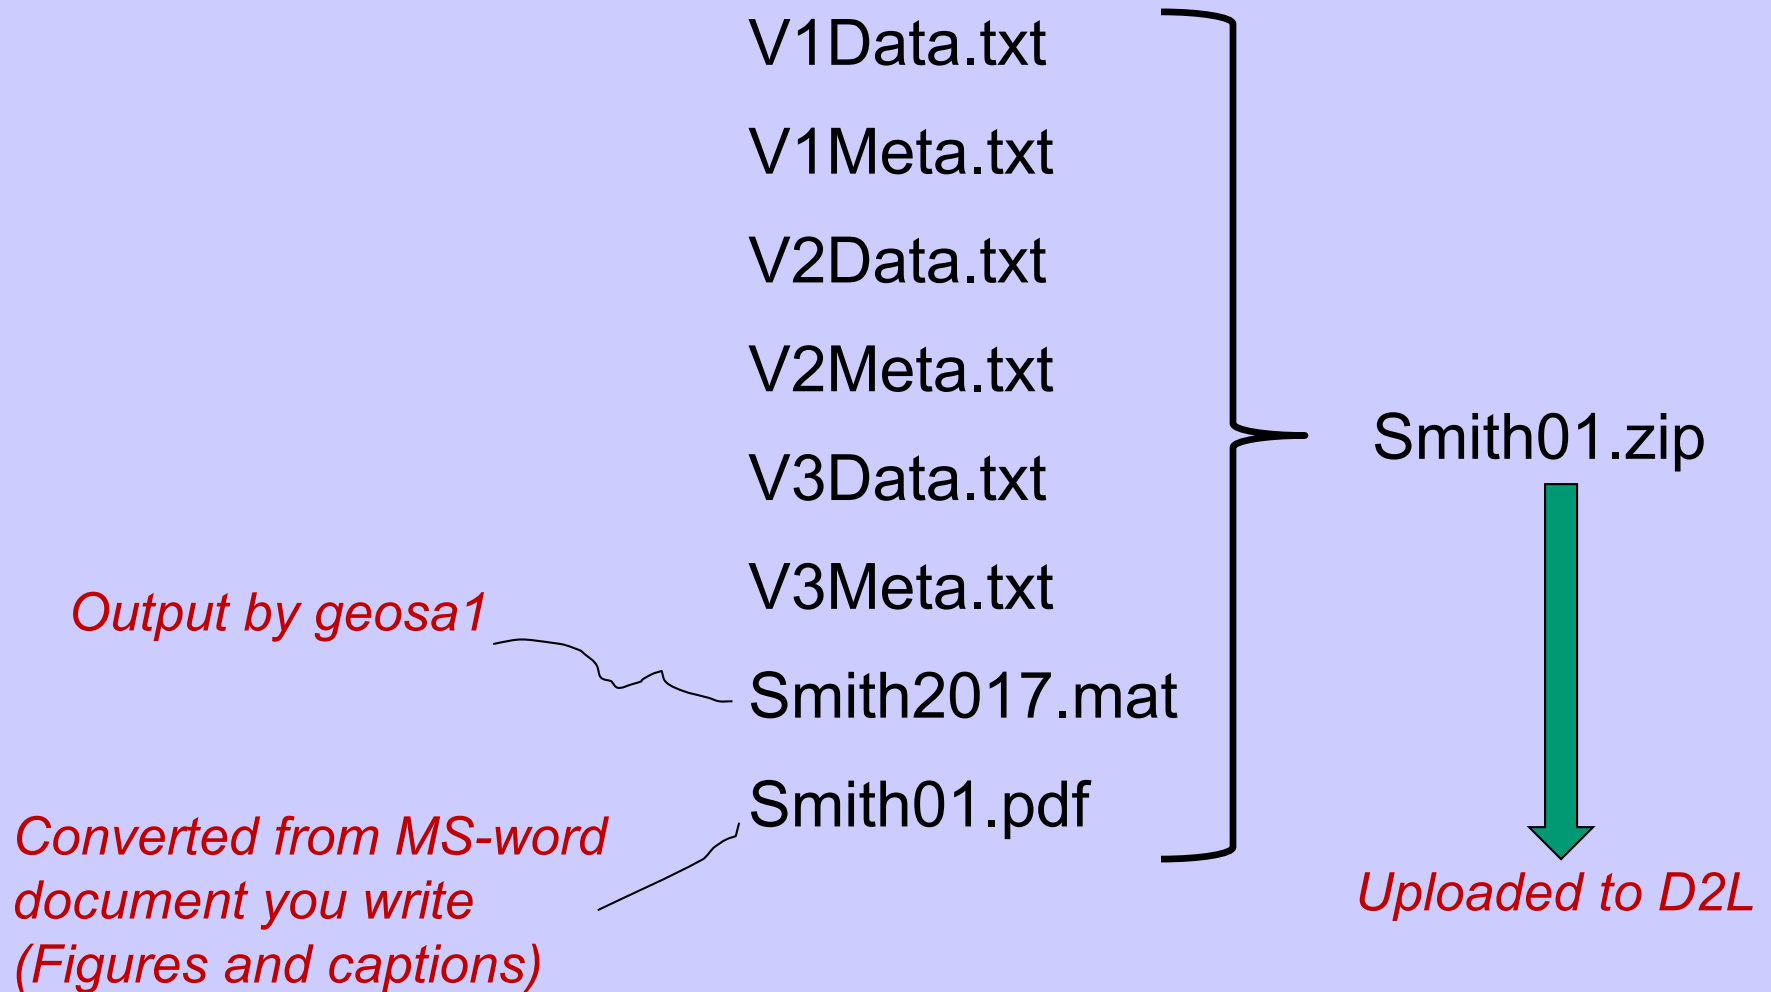 V1Data.txt
V1Meta.txt
V2Data.txt
V2Meta.txt
V3Data.txt
V3Meta.txt
Smith2017.mat
Smith01.pdf
Smith01.zip
Output by geosa1
Converted from MS-word
document you write
(Figures and captions)
Uploaded to D2L